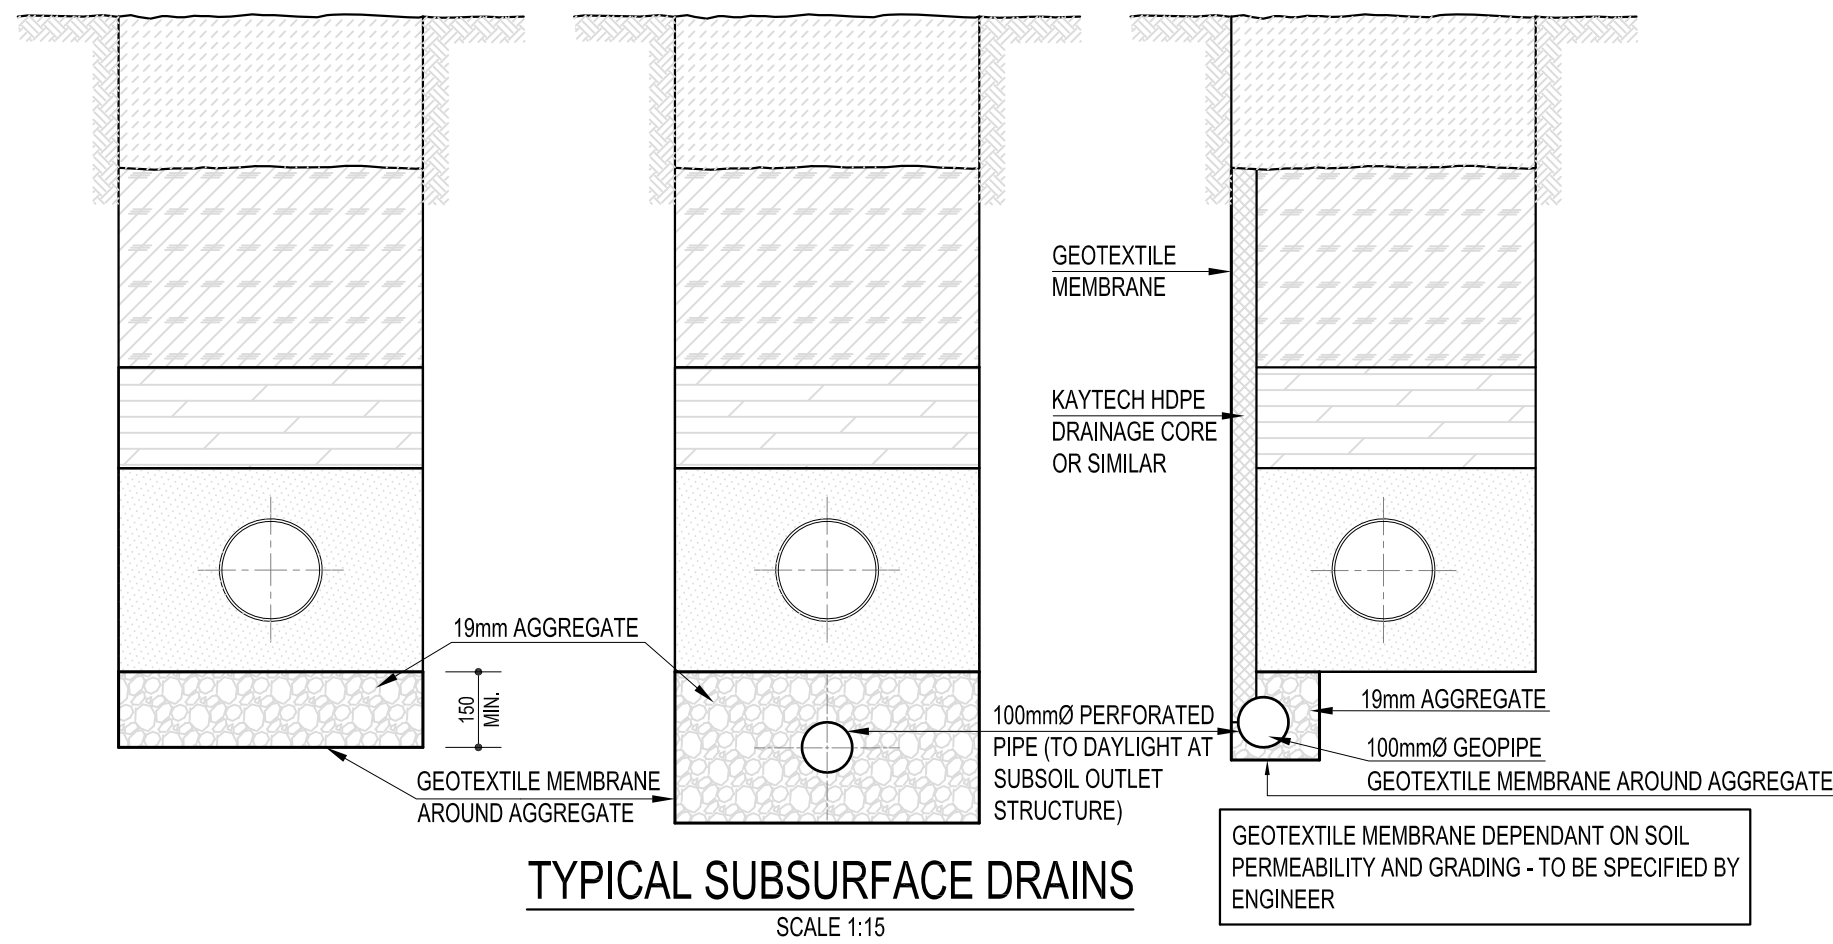 GEOTEXTILE
MEMBRANE
KAYTECH HDPE
DRAINAGE CORE
OR SIMILAR
19mm AGGREGATE
150
MIN.
GEOTEXTILE MEMBRANE
AROUND AGGREGATE
100mmØ PERFORATED
PIPE (TO DAYLIGHT AT
SUBSOIL OUTLET
STRUCTURE)
19mm AGGREGATE
100mmØ GEOPIPE
GEOTEXTILE MEMBRANE AROUND AGGREGATE
GEOTEXTILE MEMBRANE DEPENDANT ON SOIL
PERMEABILITY AND GRADING - TO BE SPECIFIED BY
ENGINEER
TYPICAL SUBSURFACE DRAINS
SCALE 1:15